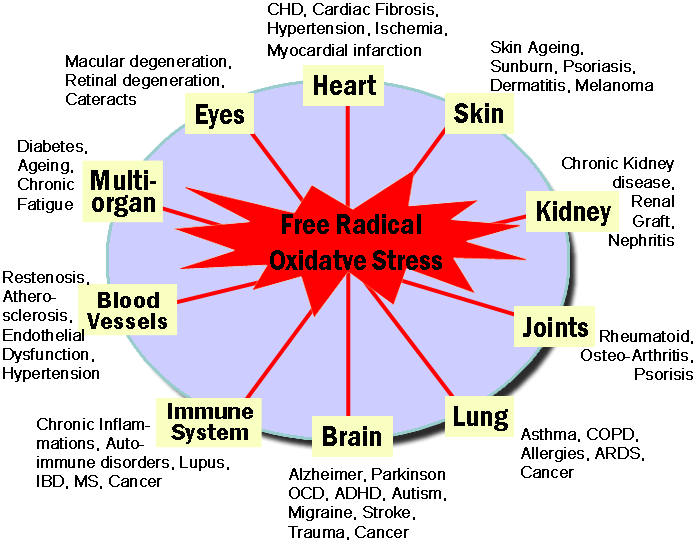 CHD, Cardiac Fibrosis,
Hypertension, Ischemia,
Myocardial infarction
Heart
Macular degeneration,
Retinal degeneration,
Cateracts
Eyes
Skin Ageing,
Sunburn, Psoriasis,
Dermatitis, Melanoma
Skin
Diabetes,
Ageing,
Chronic
Fatigue
Multi-
organ
Chronic Kidney
disease,
Renal
Graft,
Nephritis
Kidney
Free Radical
Oxidatve Stress
Restenosis,
Athero-
sclerosis,
Endothelial
Dysfunction,
Hypertension
Blood
Vessels
Joints
Rheumatoid,
Osteo-Arthritis,
Psorisis
Immune
System
Chronic Inflam-
mations, Auto-
immune disorders, Lupus,
IBD, MS, Cancer
Brain
Alzheimer, Parkinson
OCD, ADHD, Autism,
Migraine, Stroke,
Trauma, Cancer
Lung
Asthma, COPD,
Allergies, ARDS,
Cancer